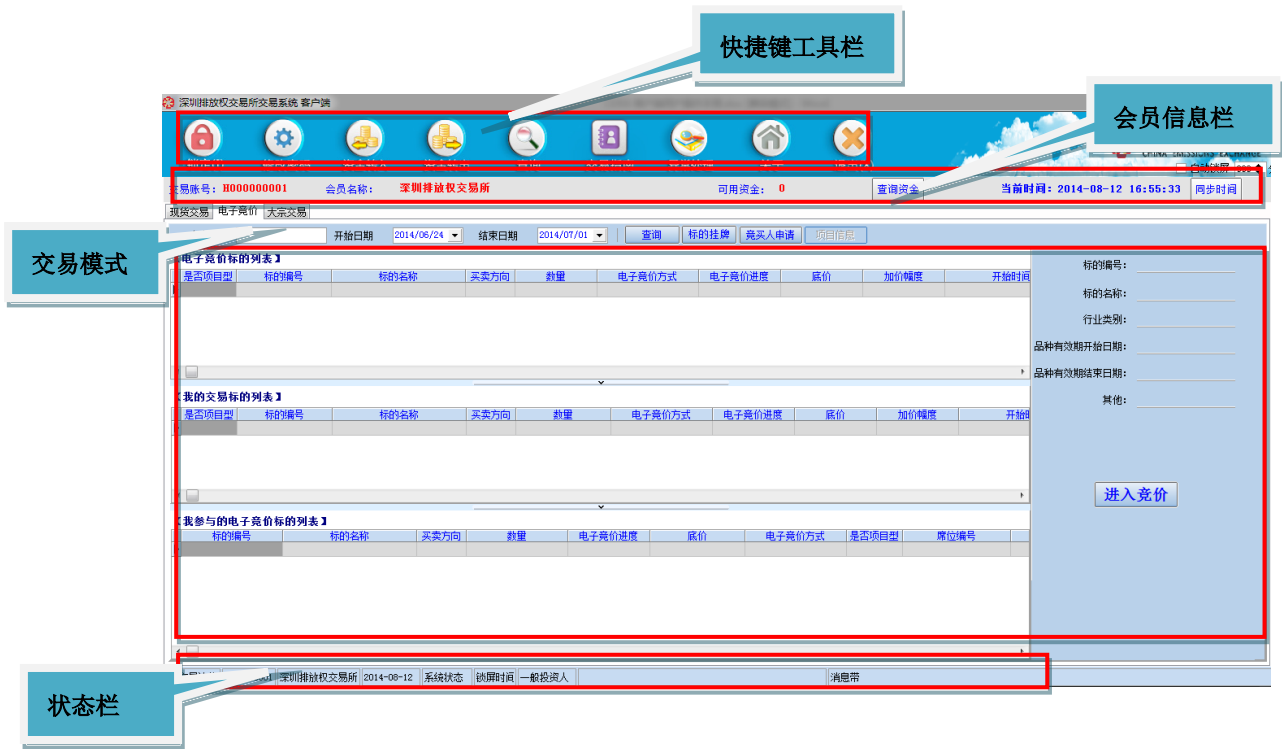 快捷键工具栏
深圳排放权交易所交易系统 客户端
会员信息栏
CHINA EMISSIONS EXCHANGE
自动锁屏
交易账号: H000000001 会员名称: 深圳排放权交易所 可用资金: 0 查询资金 当前时间: 2014-08-12 16:55:33 同步时间
现货交易 电子竞价 大宗交易
交易模式
开始日期 2014/06/24 结束日期 2014/07/01 查询 标的挂牌 竞买人申请 项目信息
电子竞价标的列表】
是否项目型 标的编号 标的名称 买卖方向 数量 电子竞价方式 电子竞价进度 底价 加价幅度 开始时间
标的编号:
标的名称:
行业类别:
品种有效期开始日期:
品种有效期结束日期:
其他:
【我的交易标的列表】
是否项目型 标的编号 标的名称 买卖方向 数量 电子竞价方式 电子竞价进度 底价 加价幅度 开始时
进入竞价
【我参与的电子竞价标的列表】
标的编号 标的名称 买卖方向 数量 电子竞价进度 底价 电子竞价方式 是否项目型 席位编号
状态栏
深圳排放权交易所 2014-08-12 系统状态 锁屏时间 一般投资人 消息带